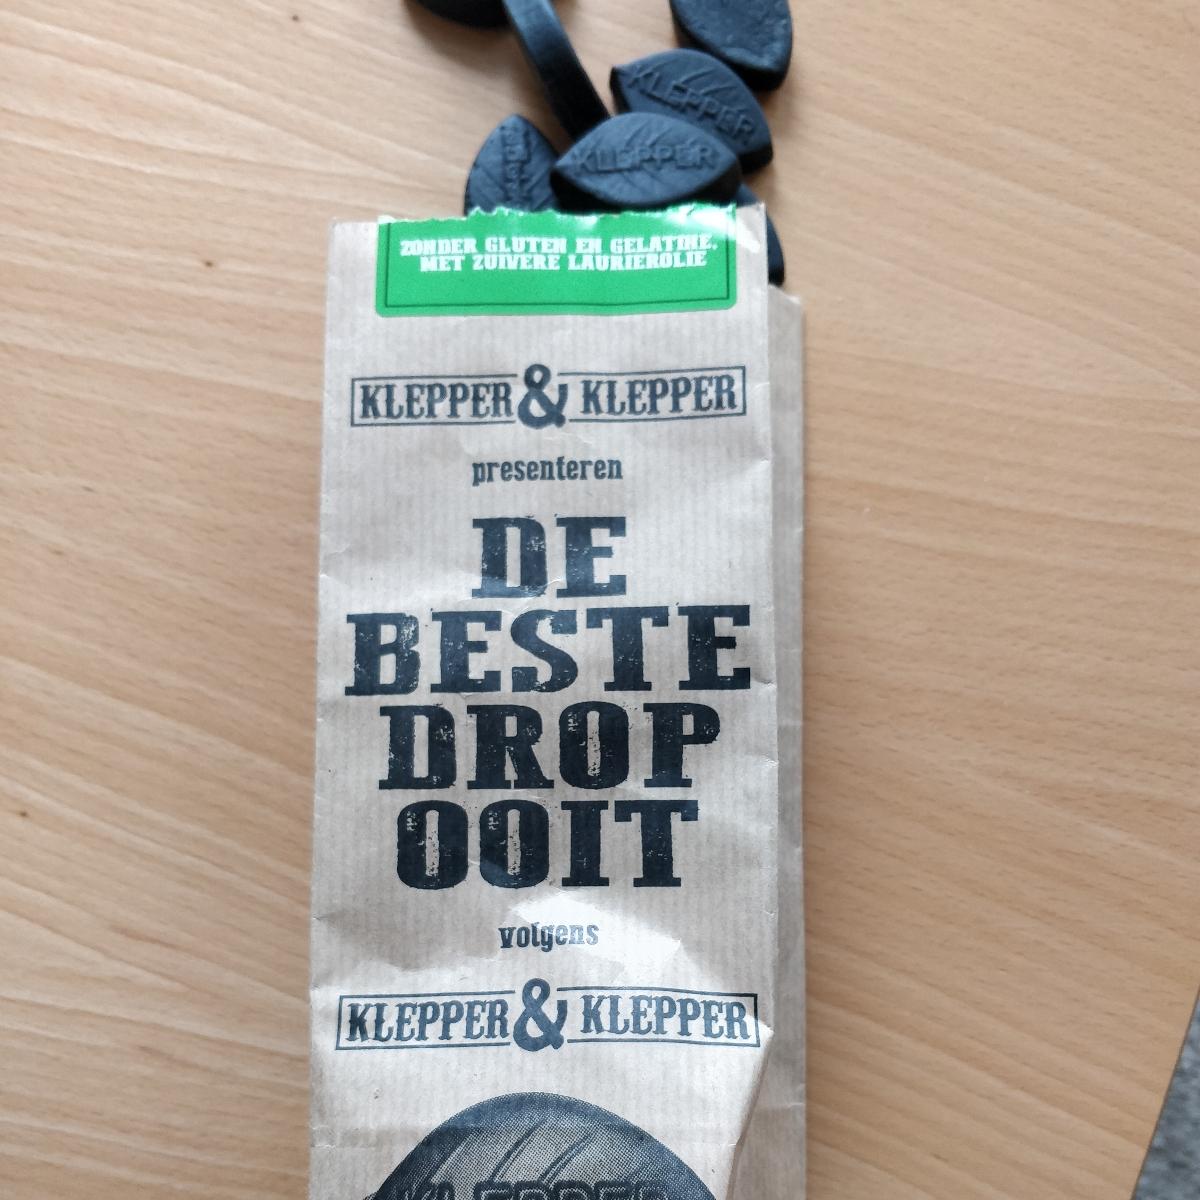 KLEPPER
KLEPPER
ZONDER GLUTEN EN GELATINE.
MET ZUIVERE LAURIEROLIE
KLEPPER & KLEPPER
presenteren
DE
BESTE
DROP
OOIT
volgens
KLEPPER & KLEPPER
KLEPPER